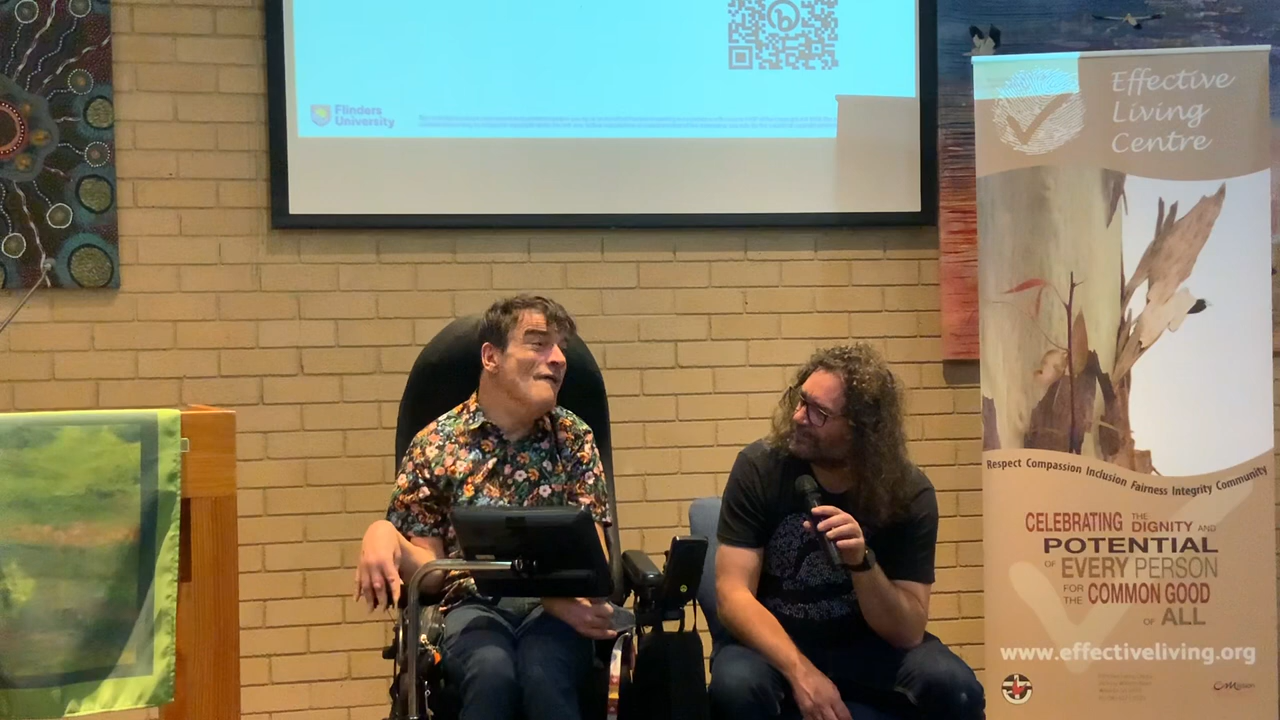 Flinders
University
Effective
Living
Centre
Respect Compassion Inclusion Fairness Integrity Community
CELEBRATING THE
DIGNITY AND
POTENTIAL
OF EVERY PERSON
FOR THE COMMON GOOD
OF ALL
www.effectiveliving.org